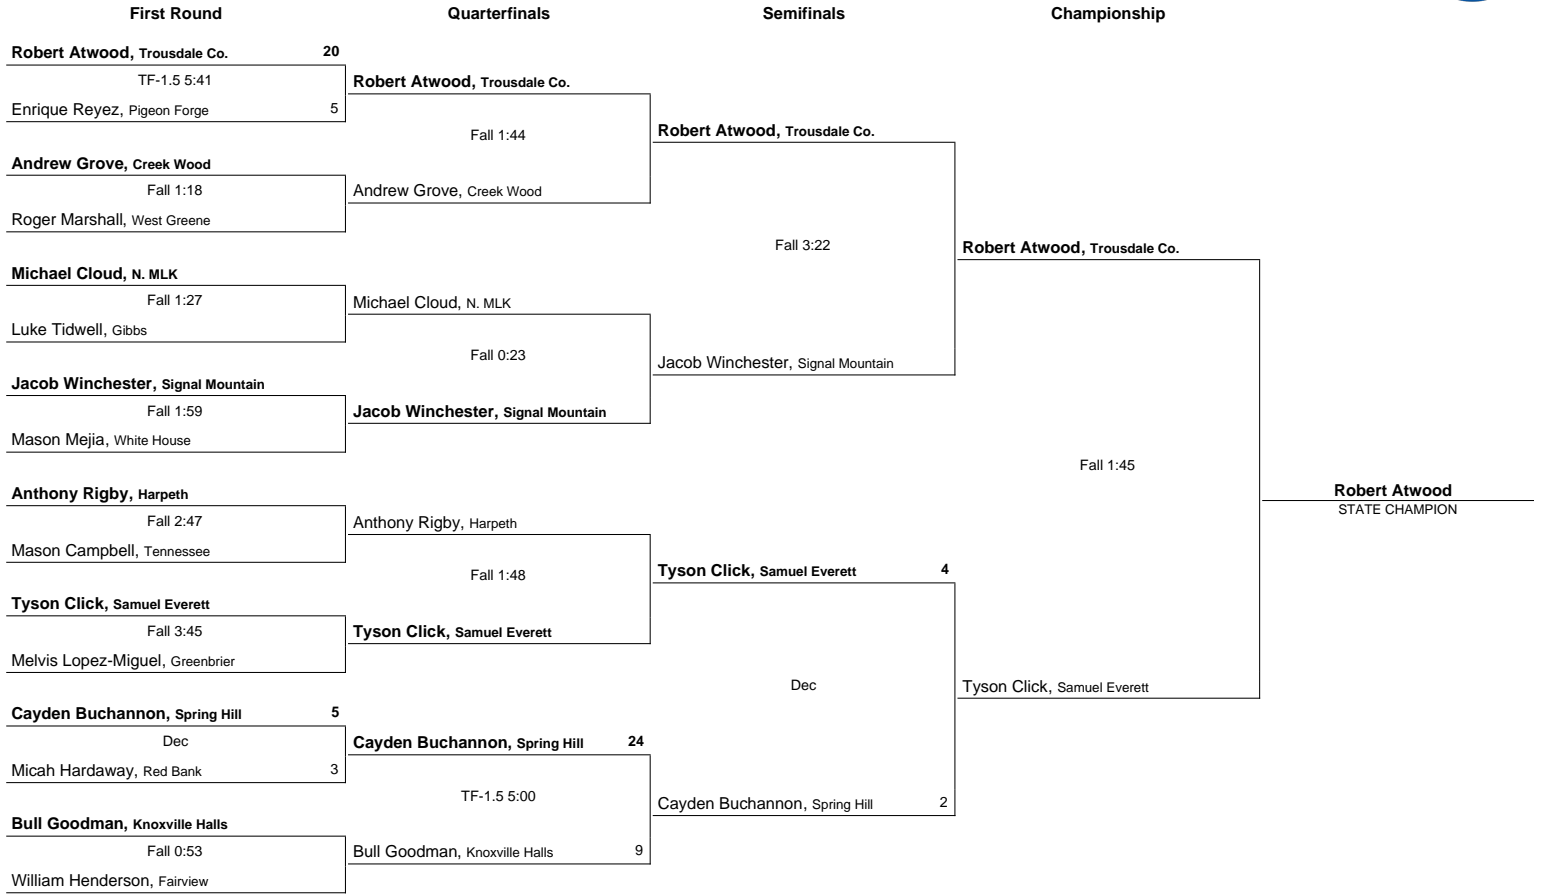 First Round
Quarterfinals
Semifinals
Championship
Robert Atwood, Trousdale Co. 20
TF-1.5 5:41
Enrique Reyez, Pigeon Forge 5
Andrew Grove, Creek Wood
Fall 1:18
Roger Marshall, West Greene
Michael Cloud, N. MLK
Fall 1:27
Luke Tidwell, Gibbs
Jacob Winchester, Signal Mountain
Fall 1:59
Mason Mejia, White House
Anthony Rigby, Harpeth
Fall 2:47
Mason Campbell, Tennessee
Tyson Click, Samuel Everett
Fall 3:45
Melvis Lopez-Miguel, Greenbrier
Cayden Buchannon, Spring Hill 5
Dec
Micah Hardaway, Red Bank 3
Bull Goodman, Knoxville Halls
Fall 0:53
William Henderson, Fairview
Robert Atwood, Trousdale Co.
Fall 1:44
Andrew Grove, Creek Wood
Michael Cloud, N. MLK
Fall 0:23
Jacob Winchester, Signal Mountain
Anthony Rigby, Harpeth
Fall 1:48
Tyson Click, Samuel Everett
Cayden Buchannon, Spring Hill 24
TF-1.5 5:00
Bull Goodman, Knoxville Halls 9
Robert Atwood, Trousdale Co.
Fall 3:22
Jacob Winchester, Signal Mountain
Tyson Click, Samuel Everett 4
Dec
Cayden Buchannon, Spring Hill 2
Robert Atwood, Trousdale Co.
Fall 1:45
Tyson Click, Samuel Everett
Robert Atwood
STATE CHAMPION